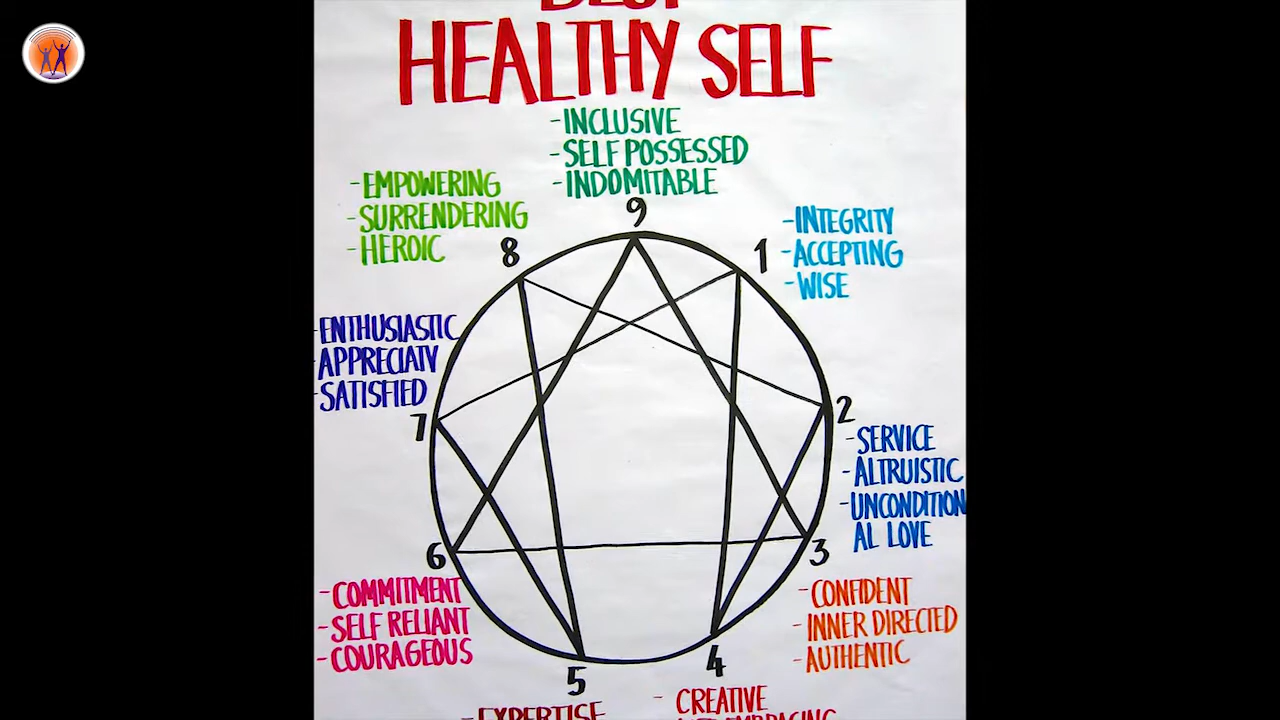 HEALTHY SELF
- INCLUSIVE
- SELF POSSESSED
- INDOMITABLE
9
- EMPOWERING
- SURRENDERING
- HEROIC
8
1
- INTEGRITY
- ACCEPTING
- WISE
- ENTHUSIASTIC
- APPRECIATV
- SATISFIED
7
2
- SERVICE
- ALTRUISTIC
- UNCONDITION
AL LOVE
6
- COMMITMENT
- SELF RELIANT
- COURAGEOUS
3
- CONFIDENT
- INNER DIRECTED
- AUTHENTIC
5
- EXPERTISE
4
- CREATIVE